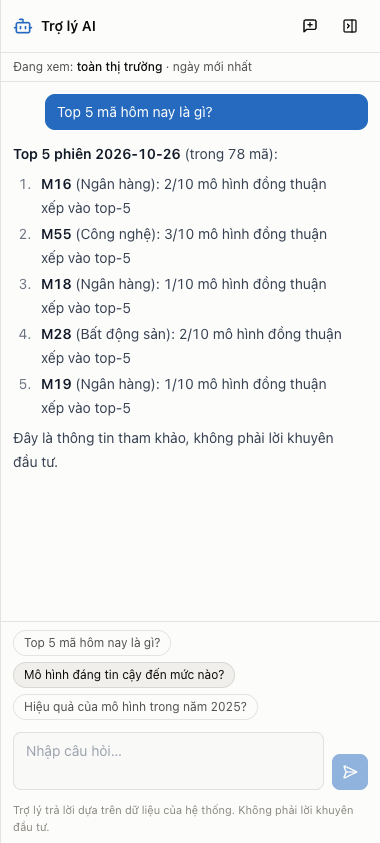 Trợ lý AI
Đang xem: toàn thị trường · ngày mới nhất
Top 5 mã hôm nay là gì?
Top 5 phiên 2026-10-26 (trong 78 mã):
1. M16 (Ngân hàng): 2/10 mô hình đồng thuận
xếp vào top-5
2. M55 (Công nghệ): 3/10 mô hình đồng thuận
xếp vào top-5
3. M18 (Ngân hàng): 1/10 mô hình đồng thuận
xếp vào top-5
4. M28 (Bất động sản): 2/10 mô hình đồng thuận
xếp vào top-5
5. M19 (Ngân hàng): 1/10 mô hình đồng thuận
xếp vào top-5
Đây là thông tin tham khảo, không phải lời khuyên
đầu tư.
Top 5 mã hôm nay là gì?
Mô hình đáng tin cậy đến mức nào?
Hiệu quả của mô hình trong năm 2025?
Nhập câu hỏi...
Trợ lý trả lời dựa trên dữ liệu của hệ thống. Không phải lời khuyên
đầu tư.